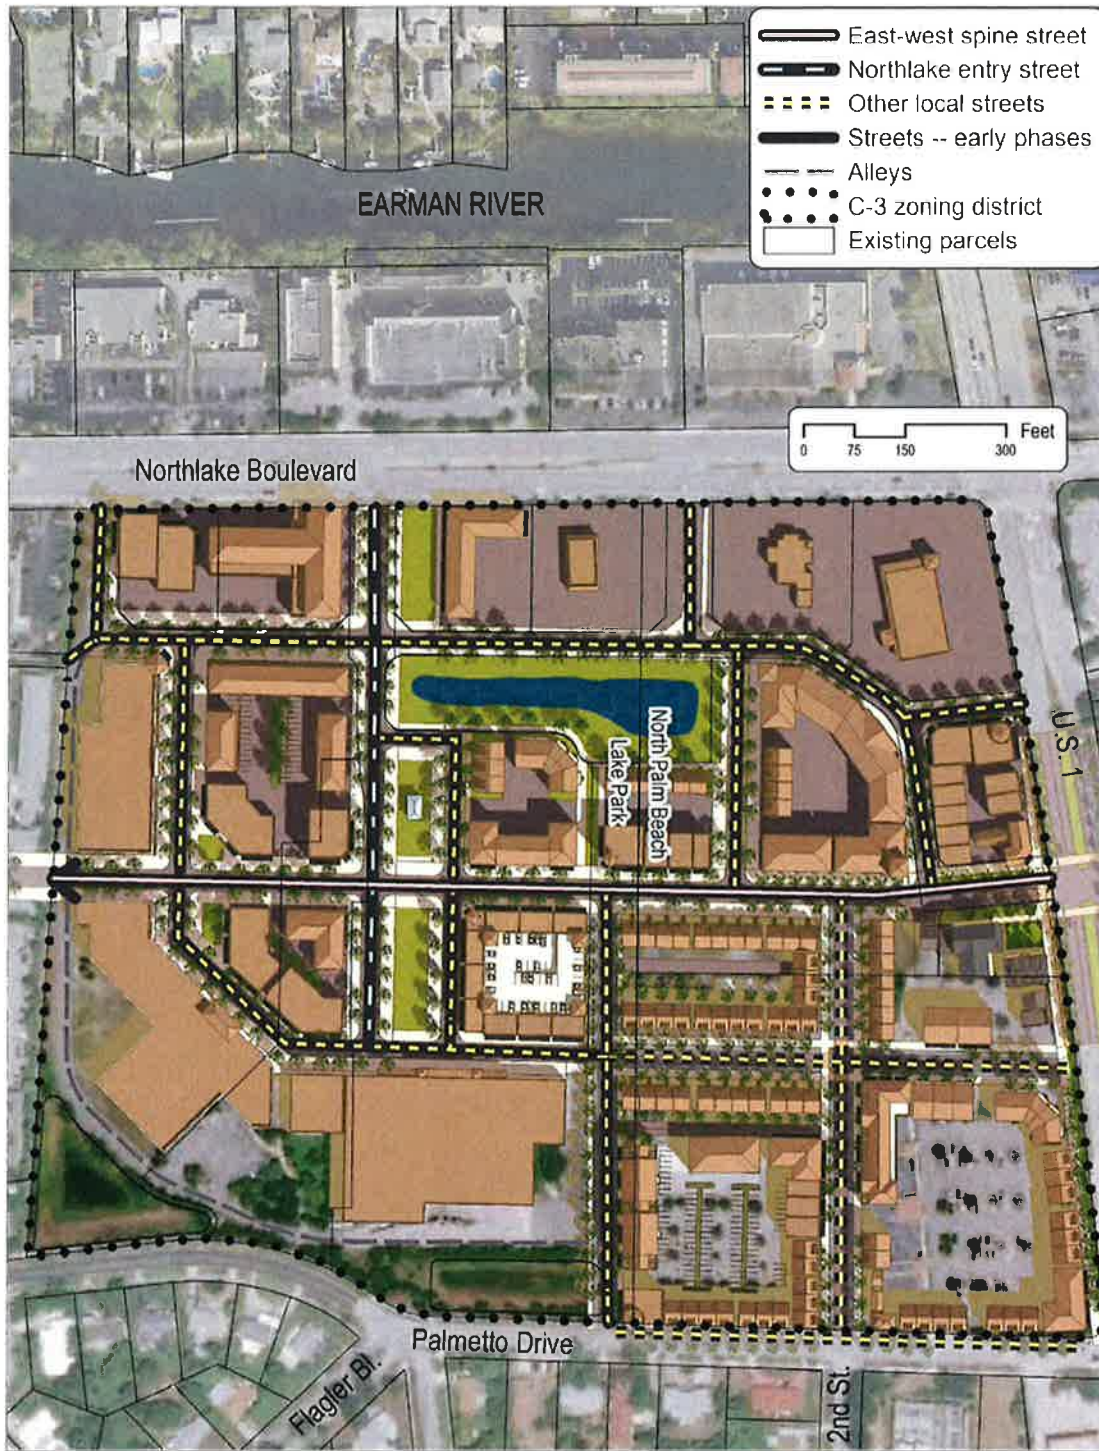 East-west spine street
Northlake entry street
Other local streets
Streets -- early phases
Alleys
C-3 zoning district
Existing parcels
EARMAN RIVER
Feet
0 75 150 300
Northlake Boulevard
U.S. 1
North Palm Beach
Lake Park
Palmetto Drive
Flagler Bl.
2nd St.